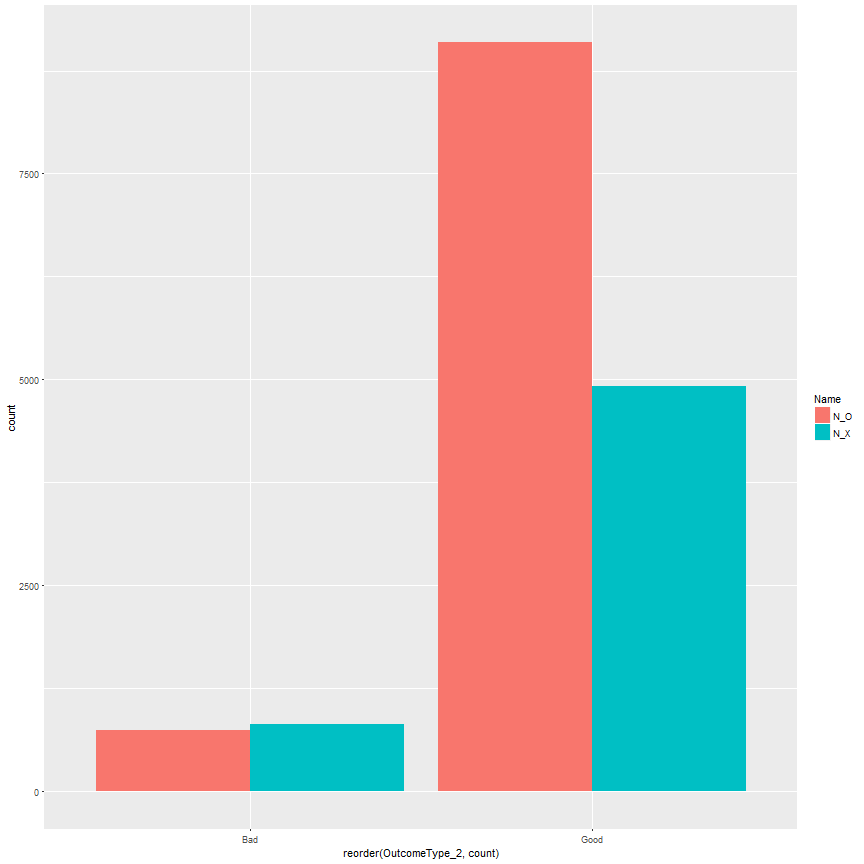 count
7500
5000
2500
0
Bad
Good
reorder(OutcomeType_2, count)
Name
N_O
N_X